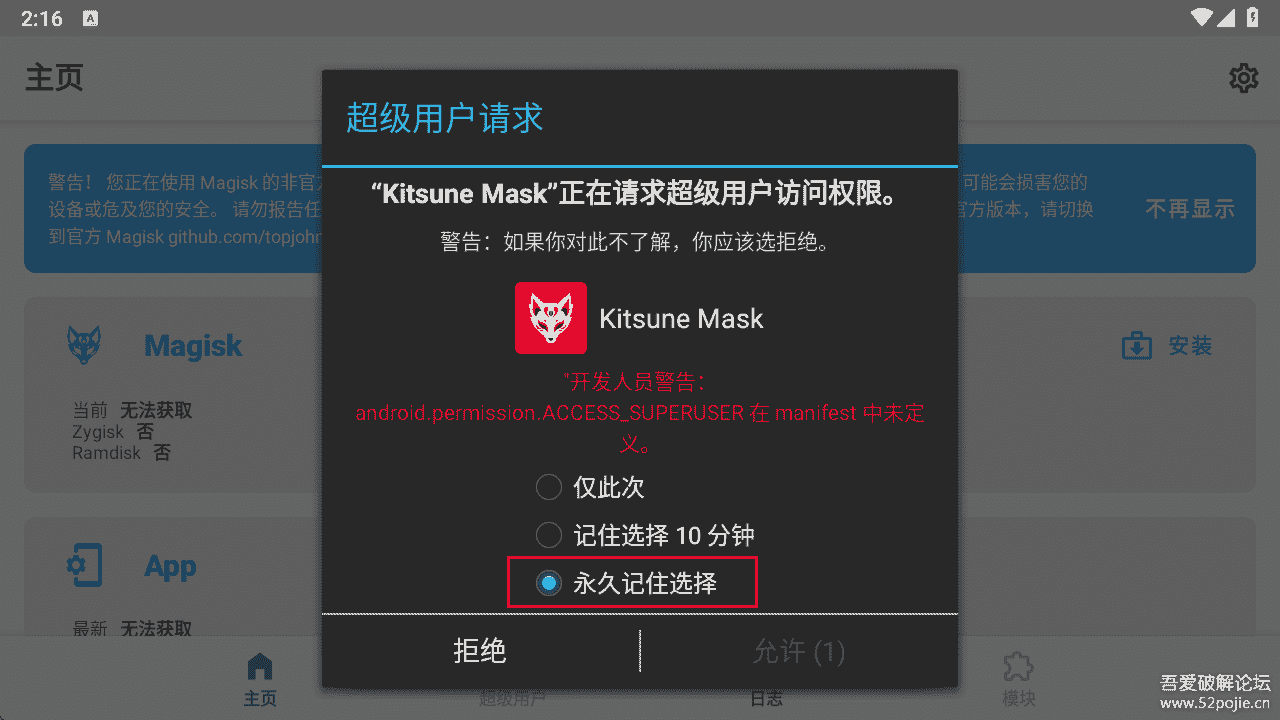 2:16 A
主页
超级用户请求
警告！ 您正在使用 Magisk 的非官方
可能会损害您的
设备或危及您的安全。 请勿报告任
官方版本，请切换
到官方 Magisk github.com/topjohn
不再显示
“Kitsune Mask”正在请求超级用户访问权限。
警告：如果你对此不了解，你应该选拒绝。
Kitsune Mask
Magisk
安装
当前 无法获取
Zygisk 否
Ramdisk 否
"开发人员警告：
android.permission.ACCESS_SUPERUSER 在 manifest 中未定
义。
仅此次
记住选择 10 分钟
永久记住选择
App
最新 无法获取
拒绝
允许 (1)
主页
超级用户
日志
模块
吾爱破解论坛
www.52pojie.cn